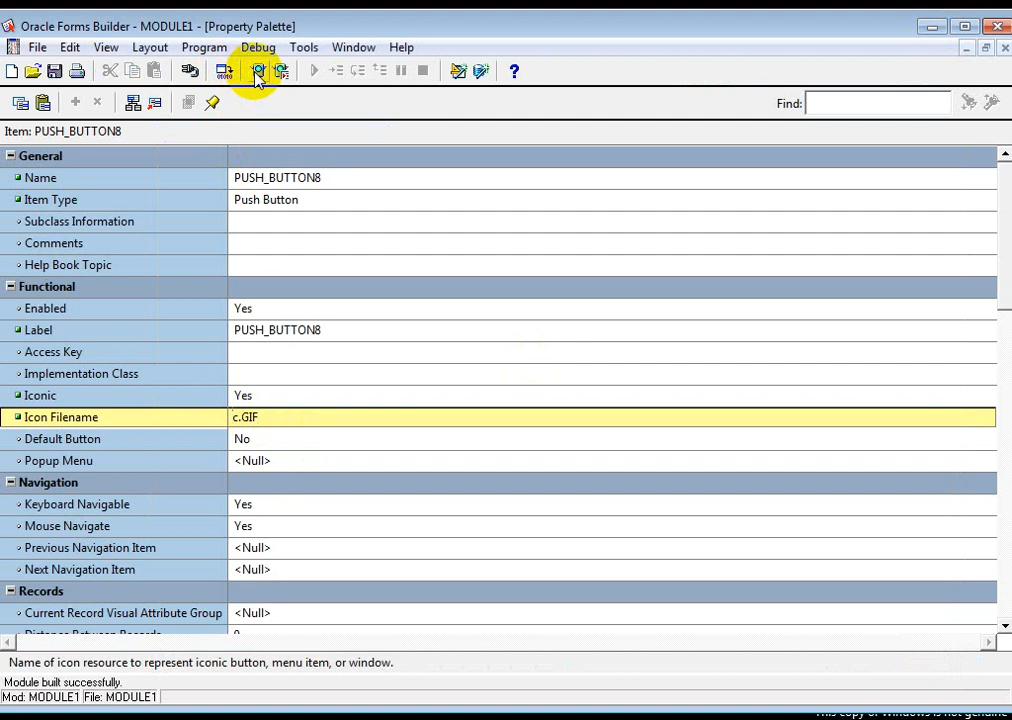 Oracle Forms Builder - MODULE1 - [Property Palette]
File Edit View Layout Program Debug Tools Window Help
Find:
Item: PUSH_BUTTON8
General
Name PUSH_BUTTON8
Item Type Push Button
Subclass Information
Comments
Help Book Topic
Functional
Enabled Yes
Label PUSH_BUTTON8
Access Key
Implementation Class
Iconic Yes
Icon Filename c.GIF
Default Button No
Popup Menu <Null>
Navigation
Keyboard Navigable Yes
Mouse Navigate Yes
Previous Navigation Item <Null>
Next Navigation Item <Null>
Records
Current Record Visual Attribute Group <Null>
Distance Between Records 0
Name of icon resource to represent iconic button, menu item, or window.
Module built successfully.
Mod: MODULE1 File: MODULE1
This copy of Windows is not genuine